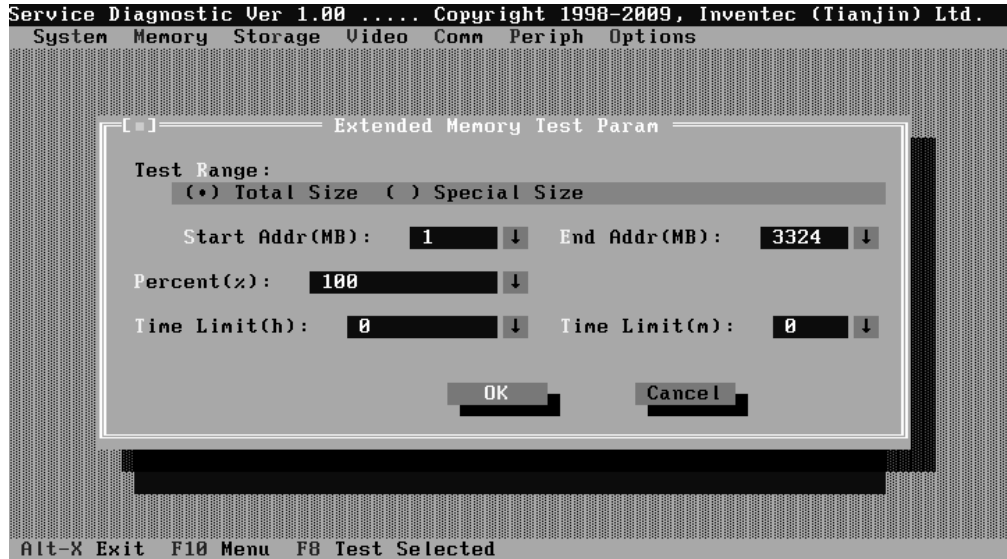 Service Diagnostic Ver 1.00 ..... Copyright 1998-2009, Inventec (Tianjin) Ltd.
System Memory Storage Video Comm Periph Options
[■] Extended Memory Test Param
Test Range:
(•) Total Size ( ) Special Size
Start Addr(MB): 1 ↓ End Addr(MB): 3324 ↓
Percent(%): 100 ↓
Time Limit(h): 0 ↓ Time Limit(m): 0 ↓
OK Cancel
Alt-X Exit F10 Menu F8 Test Selected